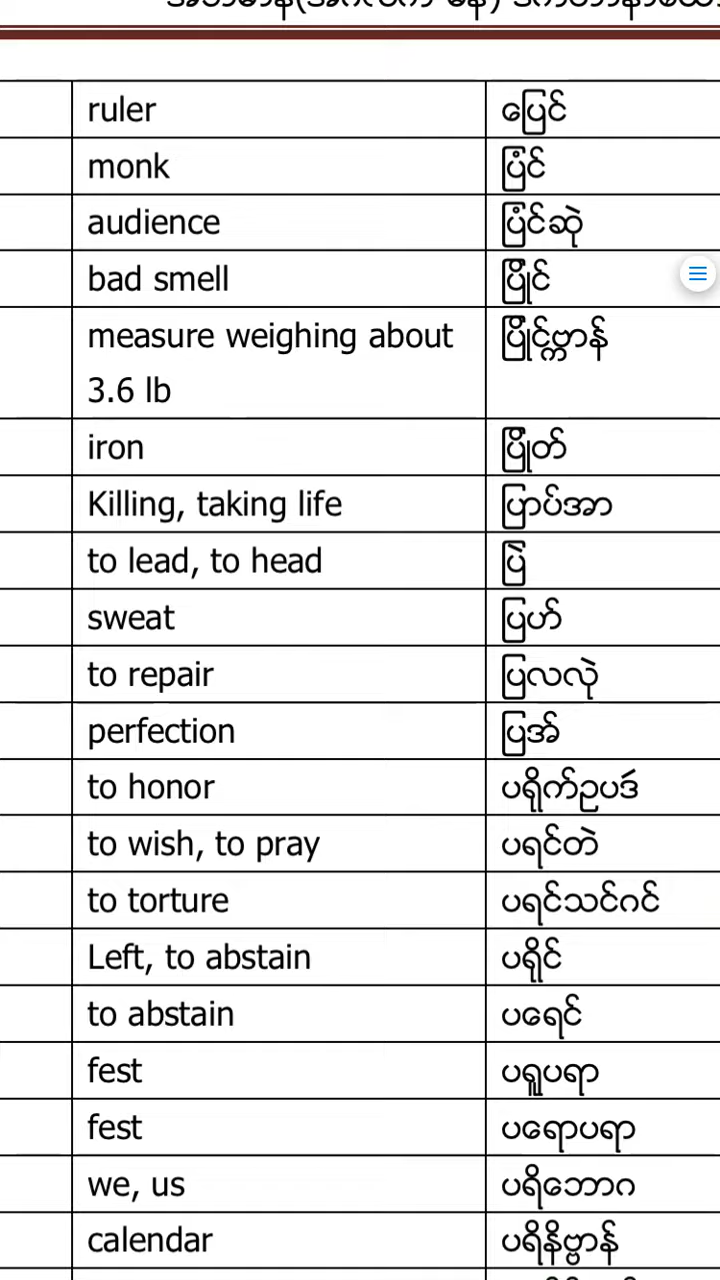 ruler ပြေင်
monk ပြံင်
audience ပြံင်ဆုဲ
bad smell ပြိုင်
measure weighing about ပြိုင်ဗ္ကာန်
3.6 lb
iron ပြိုတ်
Killing, taking life ပြာပ်အာ
to lead, to head ပြဲ
sweat ပြဟ်
to repair ပြလလုဲ
perfection ပြအ်
to honor ပရိုက်ဥပဒဴ
to wish, to pray ပရင်တဲ
to torture ပရင်သင်ဂင်
Left, to abstain ပရိုင်
to abstain ပရေင်
fest ပရူပရာ
fest ပရောပရာ
we, us ပရိဘောဂ
calendar ပရိနိဗ္ဗာန်